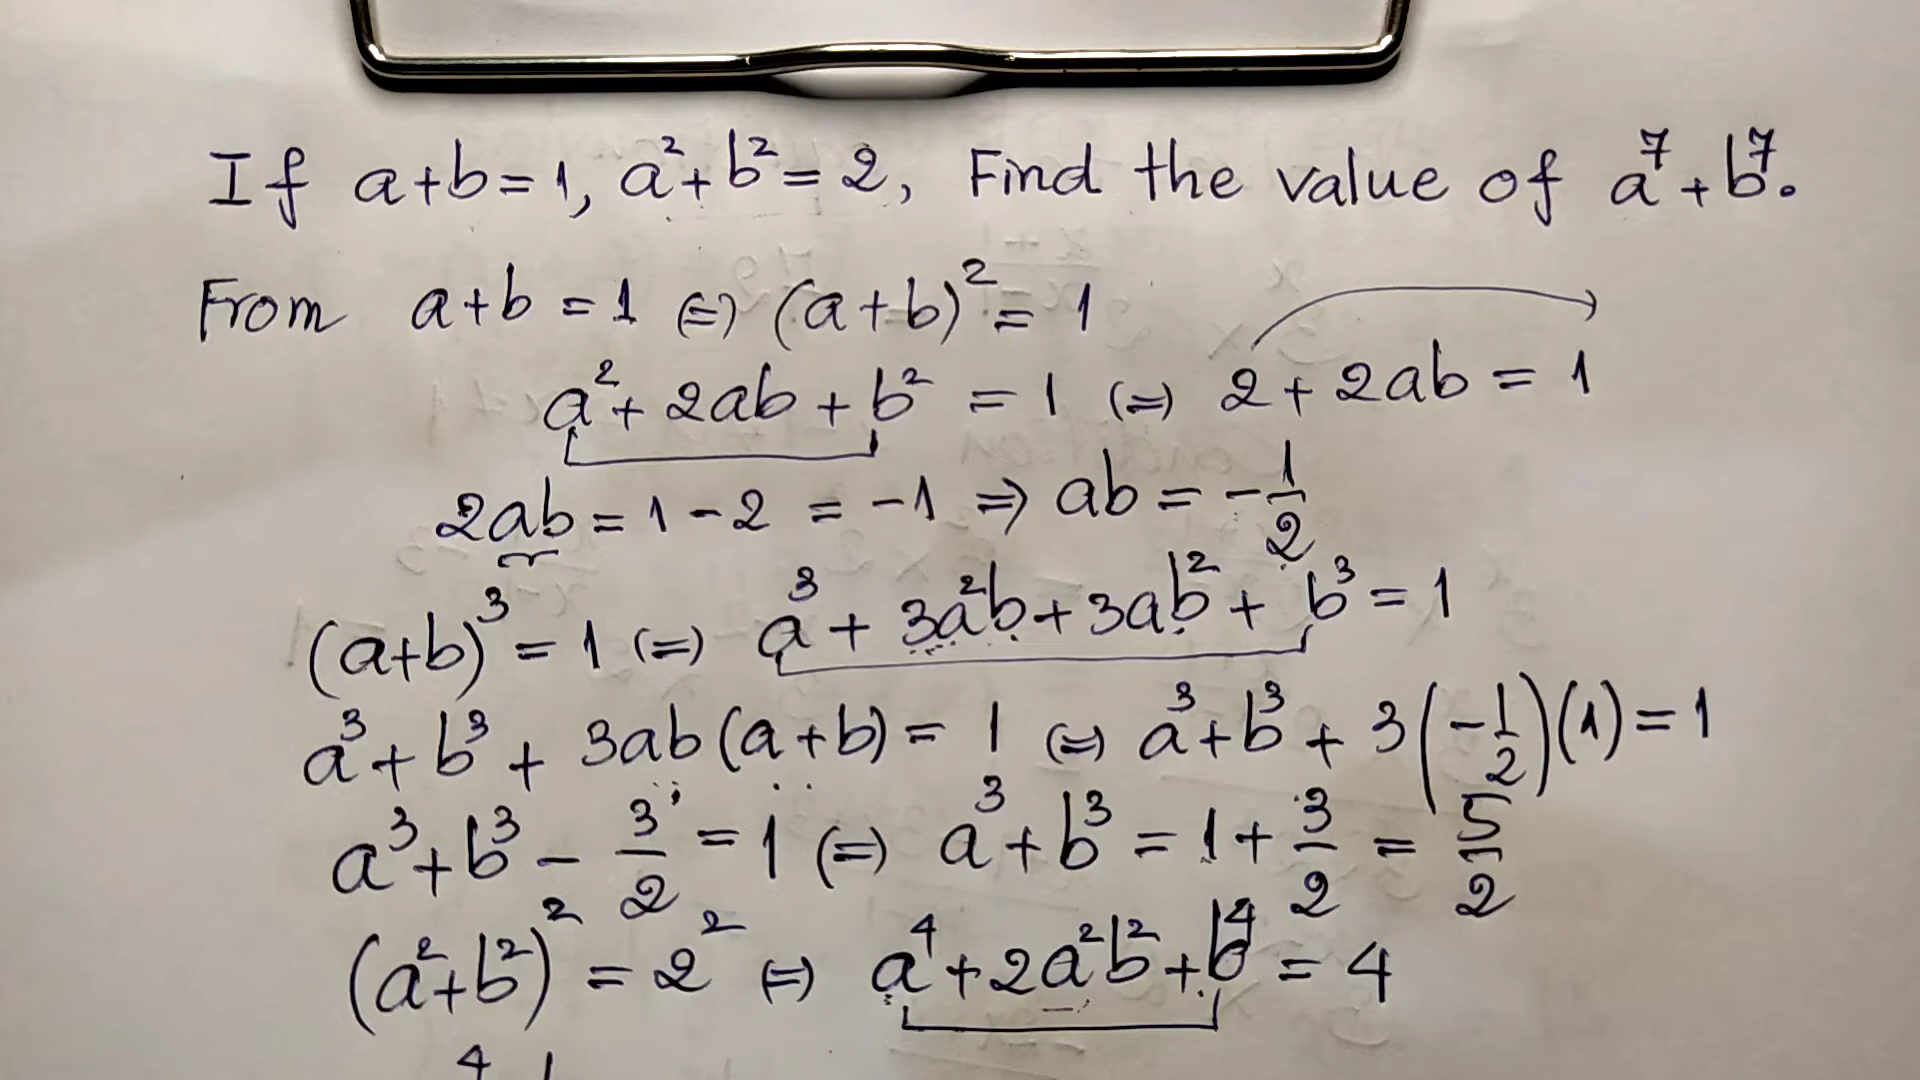 If a+b=1, a²+b²=2, Find the value of a⁷+b⁷.
From a+b=1 (=) (a+b)²=1
a²+2ab+b²=1 (=) 2+2ab=1
2ab=1-2=-1 => ab=-1/2
(a+b)³=1 (=) a³+3a²b+3ab²+b³=1
a³+b³+3ab(a+b)=1 (=) a³+b³+3(-1/2)(1)=1
a³+b³-3/2=1 (=) a³+b³=1+3/2=5/2
(a²+b²)²=2² (=) a⁴+2a²b²+b⁴=4